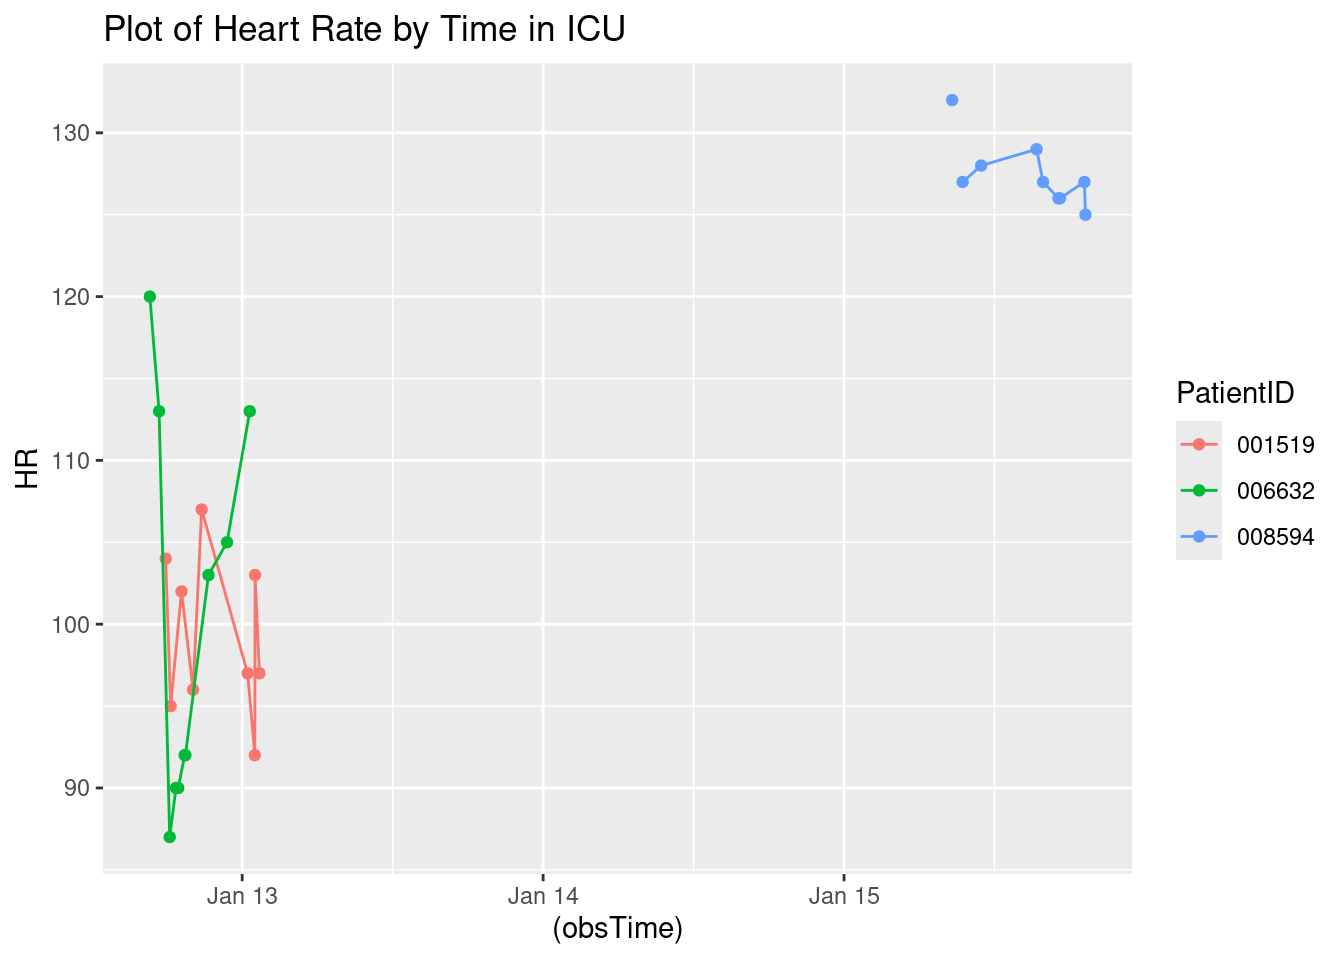 Plot of Heart Rate by Time in ICU
HR
130
120
110
100
90
Jan 13
Jan 14
Jan 15
(obsTime)
PatientID
001519
006632
008594